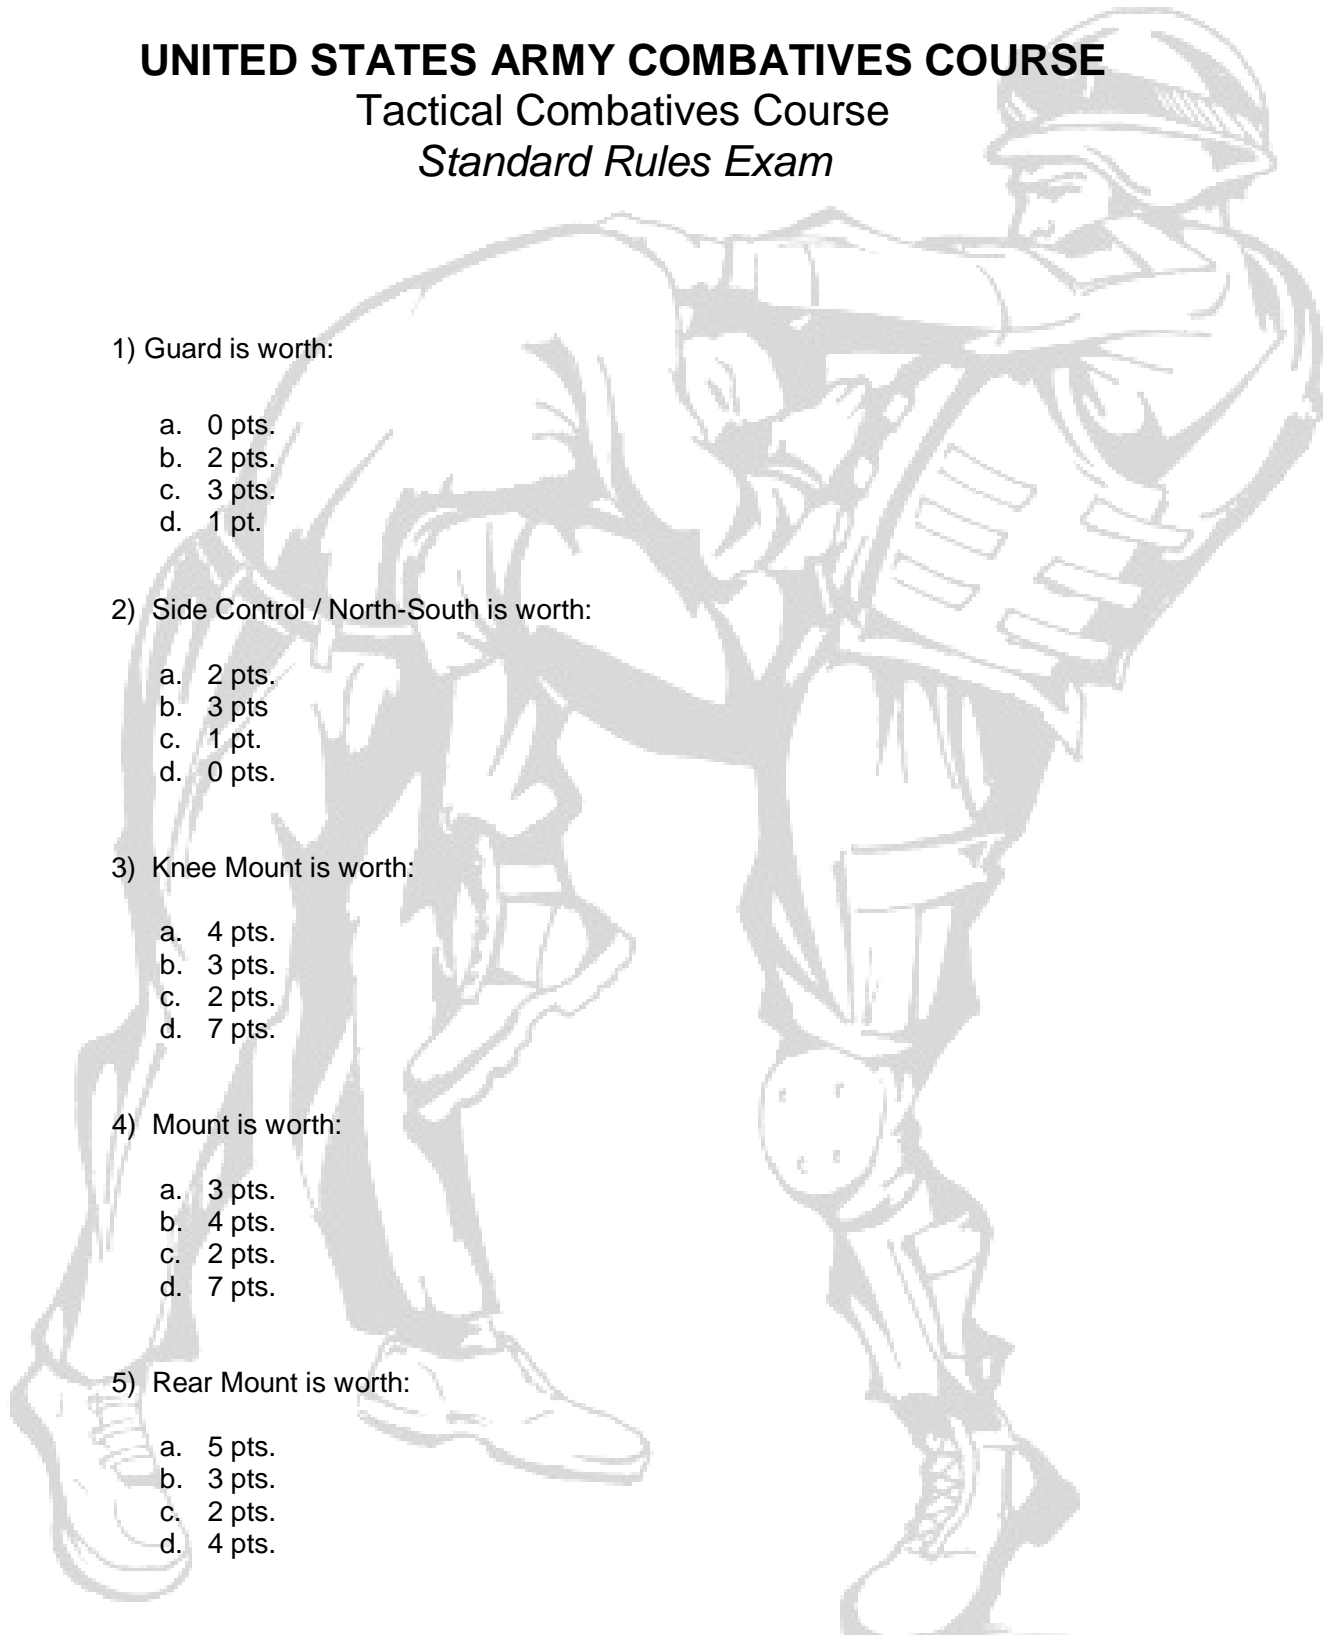 UNITED STATES ARMY COMBATIVES COURSE
Tactical Combatives Course
Standard Rules Exam
1) Guard is worth:
a. 0 pts.
b. 2 pts.
c. 3 pts.
d. 1 pt.
2) Side Control / North-South is worth:
a. 2 pts.
b. 3 pts
c. 1 pt.
d. 0 pts.
3) Knee Mount is worth:
a. 4 pts.
b. 3 pts.
c. 2 pts.
d. 7 pts.
4) Mount is worth:
a. 3 pts.
b. 4 pts.
c. 2 pts.
d. 7 pts.
5) Rear Mount is worth:
a. 5 pts.
b. 3 pts.
c. 2 pts.
d. 4 pts.